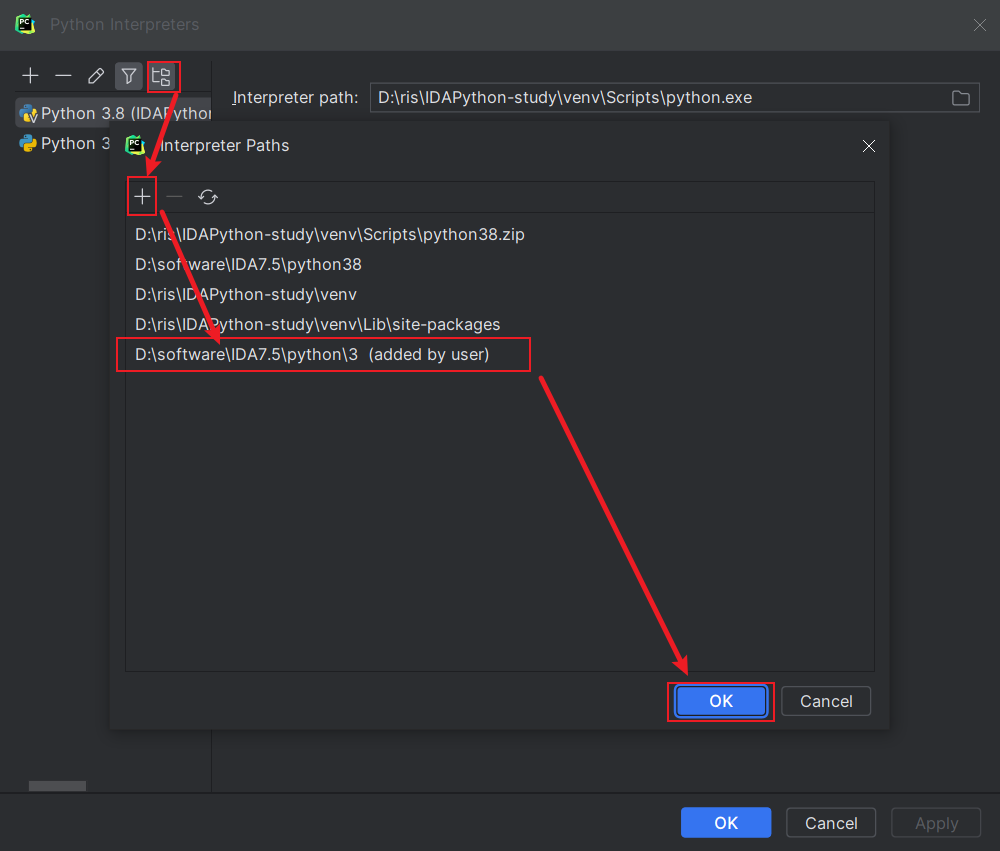 PC Python Interpreters
Interpreter path: D:\ris\IDAPython-study\venv\Scripts\python.exe
Python 3.8 (IDAPython
Python 3
PC Interpreter Paths
D:\ris\IDAPython-study\venv\Scripts\python38.zip
D:\software\IDA7.5\python38
D:\ris\IDAPython-study\venv
D:\ris\IDAPython-study\venv\Lib\site-packages
D:\software\IDA7.5\python\3 (added by user)
OK Cancel
OK Cancel Apply